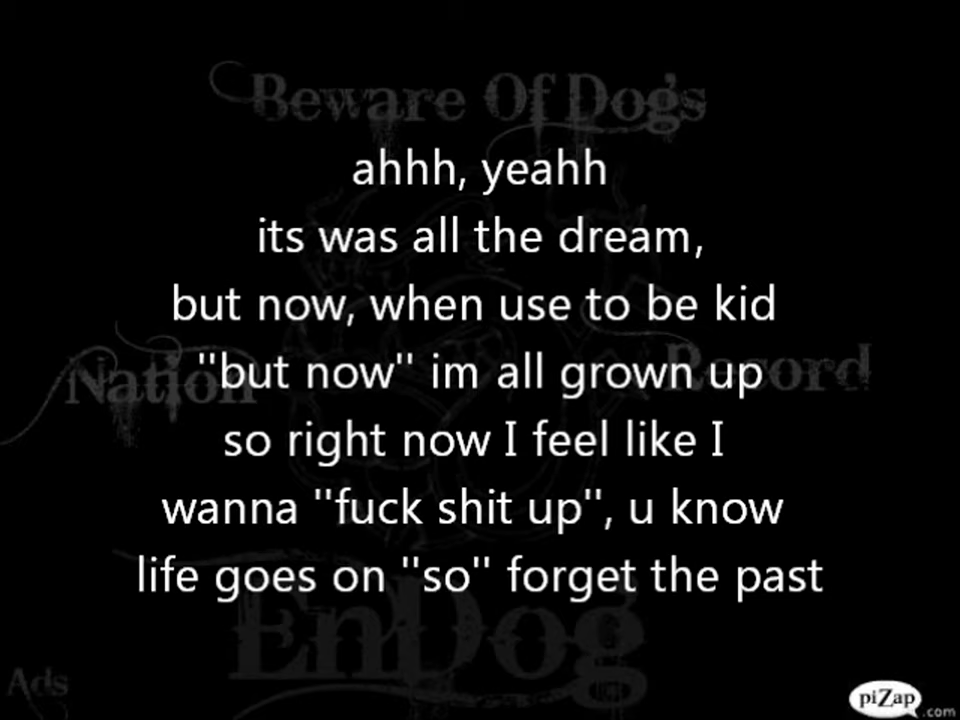 Beware Of Dogs
ahhh, yeahh
its was all the dream,
but now, when use to be kid
"but now" im all grown up
Nation Record
so right now I feel like I
wanna "fuck shit up", u know
life goes on "so" forget the past
EnDog
Ads
piZap
.com